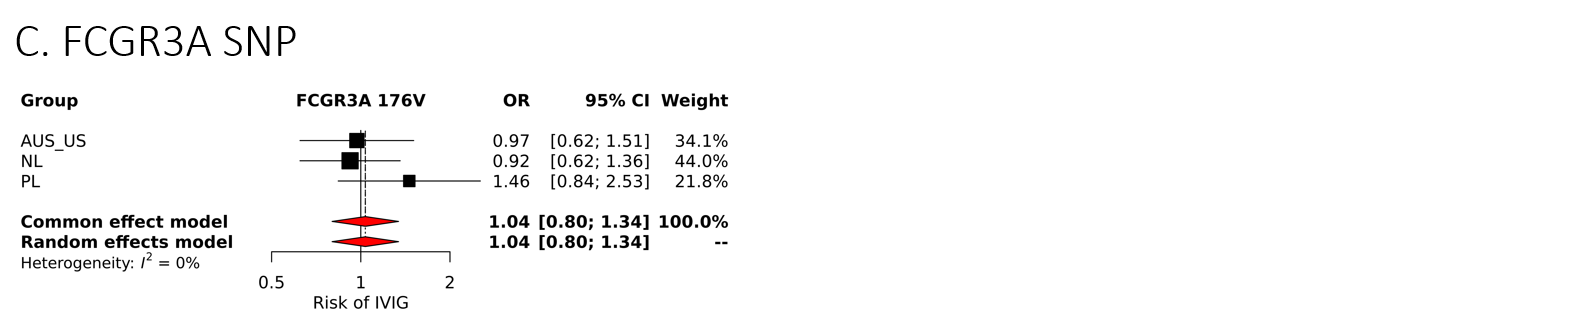 C. FCGR3A SNP
Group FCGR3A 176V OR 95% CI Weight
AUS_US 0.97 [0.62; 1.51] 34.1%
NL 0.92 [0.62; 1.36] 44.0%
PL 1.46 [0.84; 2.53] 21.8%
Common effect model 1.04 [0.80; 1.34] 100.0%
Random effects model 1.04 [0.80; 1.34] --
Heterogeneity: I² = 0%
0.5 1 2
Risk of IVIG